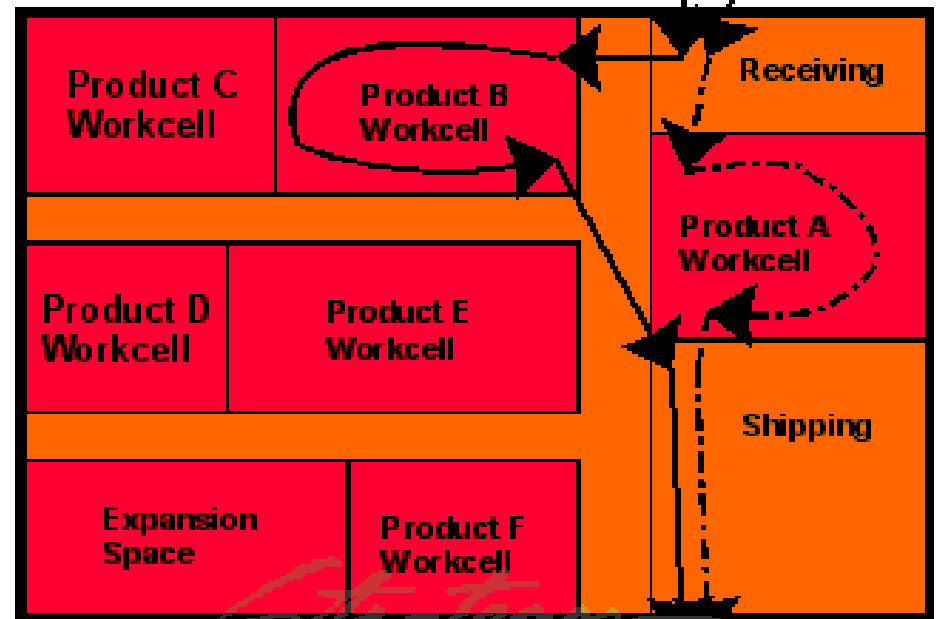 Product C
Workcell
Product B
Workcell
Receiving
Product A
Workcell
Product D
Workcell
Product E
Workcell
Shipping
Expansion
Space
Product F
Workcell